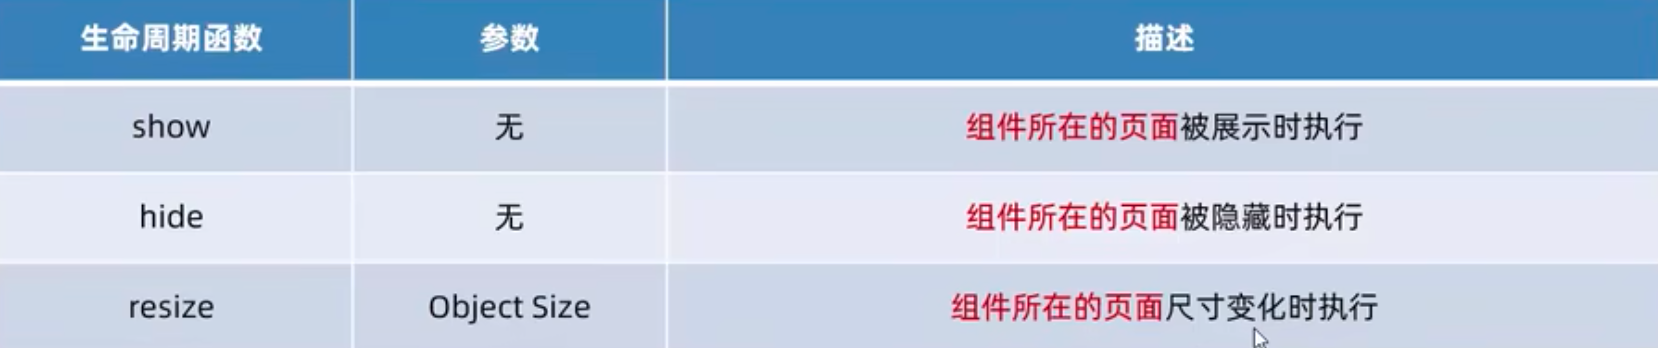 生命周期函数 参数 描述
show 无 组件所在的页面被展示时执行
hide 无 组件所在的页面被隐藏时执行
resize Object Size 组件所在的页面尺寸变化时执行